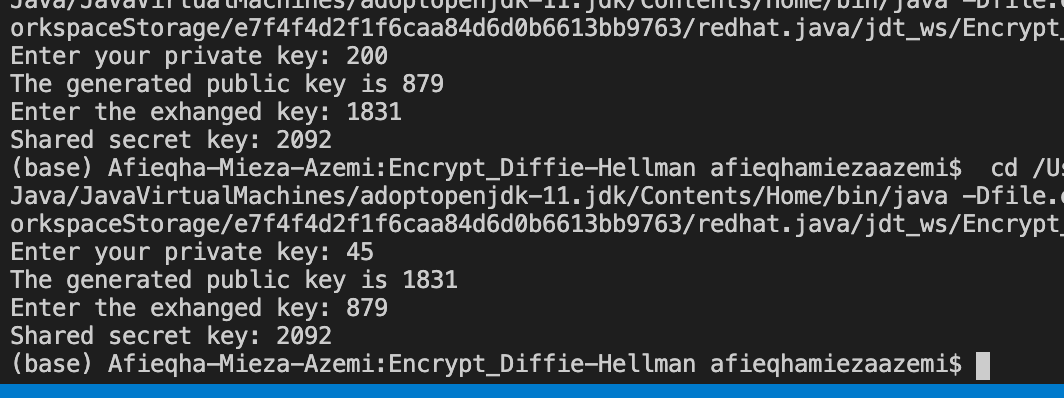 Java/JavaVirtualMachines/adoptopenjdk-11.jdk/Contents/Home/bin/java -Dfile.
orkspaceStorage/e7f4f4d2f1f6caa84d6d0b6613bb9763/redhat.java/jdt_ws/Encrypt_
Enter your private key: 200
The generated public key is 879
Enter the exhanged key: 1831
Shared secret key: 2092
(base) Afieqha-Mieza-Azemi:Encrypt_Diffie-Hellman afieqhamiezaazemi$  cd /Us
Java/JavaVirtualMachines/adoptopenjdk-11.jdk/Contents/Home/bin/java -Dfile.
orkspaceStorage/e7f4f4d2f1f6caa84d6d0b6613bb9763/redhat.java/jdt_ws/Encrypt_
Enter your private key: 45
The generated public key is 1831
Enter the exhanged key: 879
Shared secret key: 2092
(base) Afieqha-Mieza-Azemi:Encrypt_Diffie-Hellman afieqhamiezaazemi$